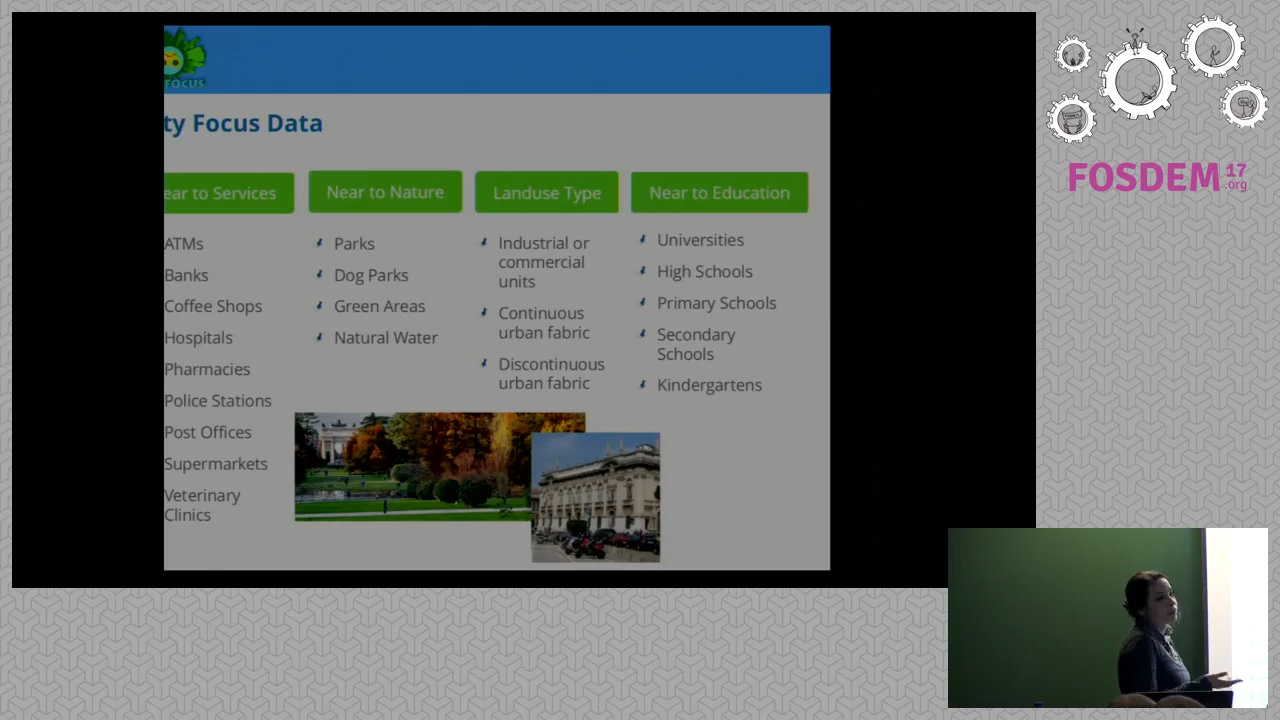 FOCUS
ty Focus Data
ear to Services
Near to Nature
Landuse Type
Near to Education
ATMs
Banks
Coffee Shops
Hospitals
Pharmacies
Police Stations
Post Offices
Supermarkets
Veterinary
Clinics
Parks
Dog Parks
Green Areas
Natural Water
Industrial or
commercial
units
Continuous
urban fabric
Discontinuous
urban fabric
Universities
High Schools
Primary Schools
Secondary
Schools
Kindergartens
FOSDEM 17
.org